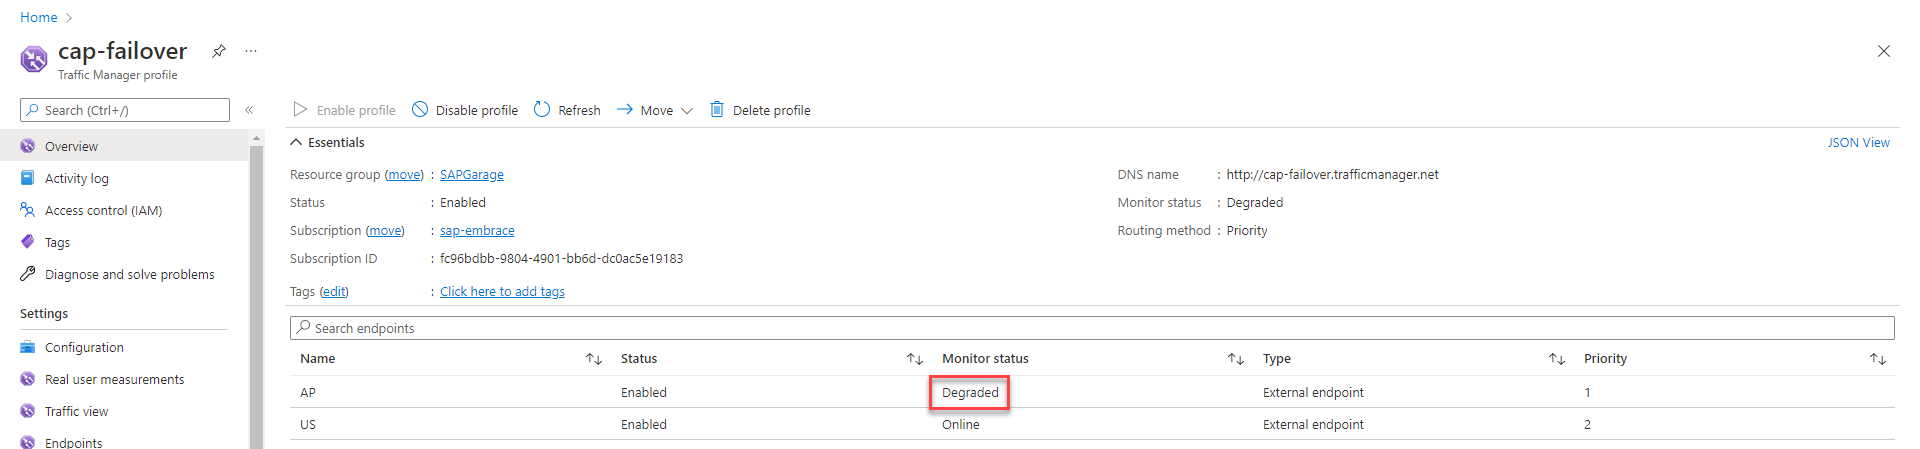 Home >
cap-failover ...
Traffic Manager profile
Search (Ctrl+/) «
Enable profile Disable profile Refresh Move Delete profile
Overview
Activity log
Access control (IAM)
Tags
Diagnose and solve problems
Settings
Configuration
Real user measurements
Traffic view
Endpoints
Essentials JSON View
Resource group (move) : SAPGarage
Status : Enabled
Subscription (move) : sap-embrace
Subscription ID : fc96bdbb-9804-4901-bb6d-dc0ac5e19183
Tags (edit) : Click here to add tags
DNS name : http://cap-failover.trafficmanager.net
Monitor status : Degraded
Routing method : Priority
Search endpoints
Name Status Monitor status Type Priority
AP Enabled Degraded External endpoint 1
US Enabled Online External endpoint 2